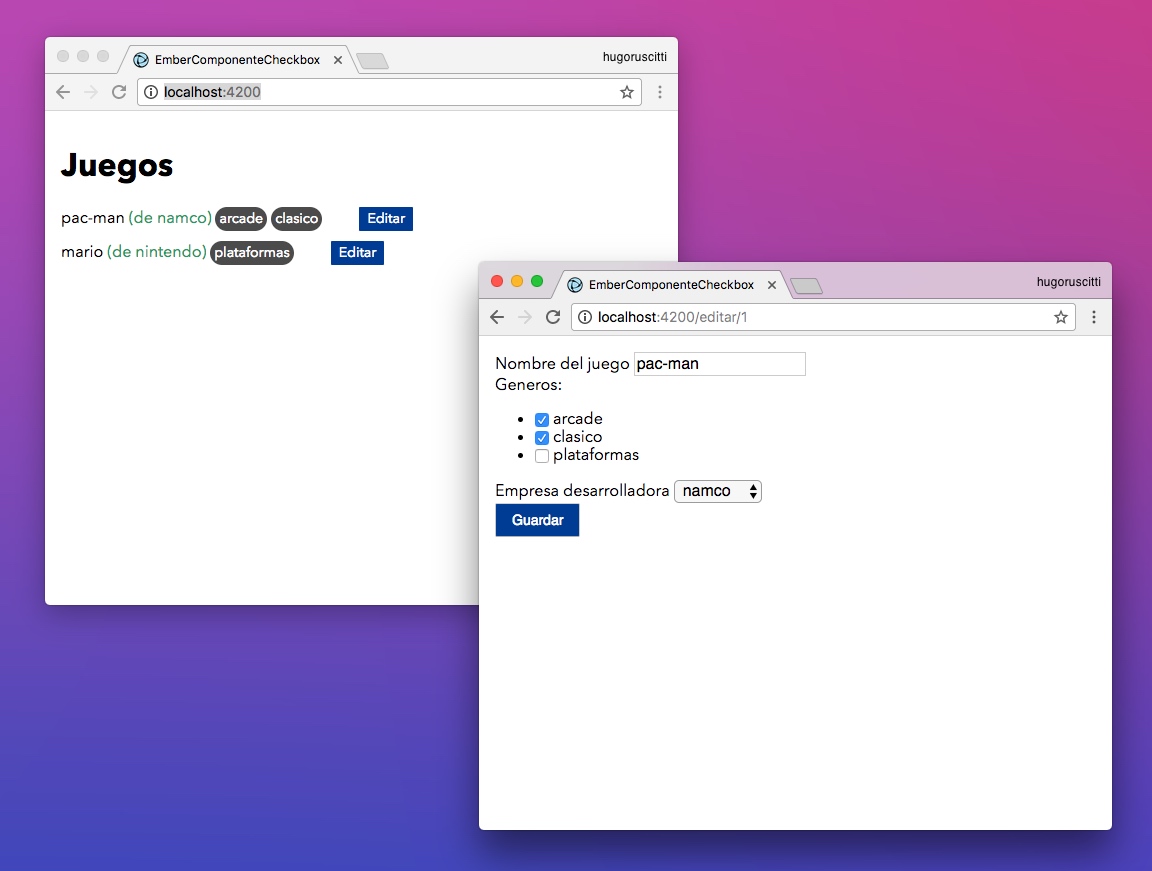 EmberComponenteCheckbox
hugoruscitti
localhost:4200
Juegos
pac-man (de namco) arcade clasico Editar
mario (de nintendo) plataformas Editar
EmberComponenteCheckbox
hugoruscitti
localhost:4200/editar/1
Nombre del juego pac-man
Generos:
arcade
clasico
plataformas
Empresa desarrolladora namco
Guardar